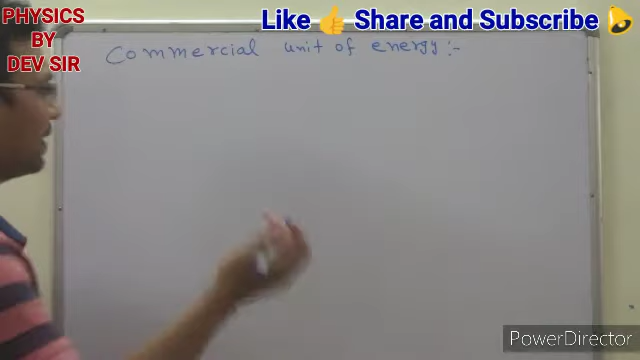 PHYSICS
BY
DEV SIR
Like 👍 Share and Subscribe 🔔
Commercial unit of energy :-
PowerDirector